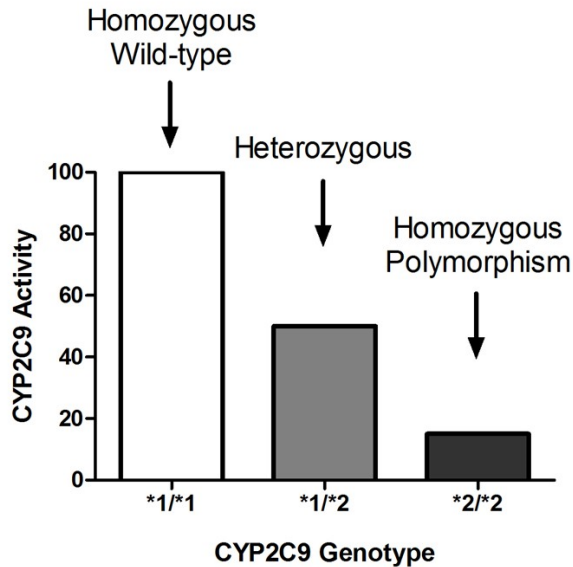 Homozygous
Wild-type
Heterozygous
Homozygous
Polymorphism
CYP2C9 Activity
100
80
60
40
20
0
*1/*1 *1/*2 *2/*2
CYP2C9 Genotype